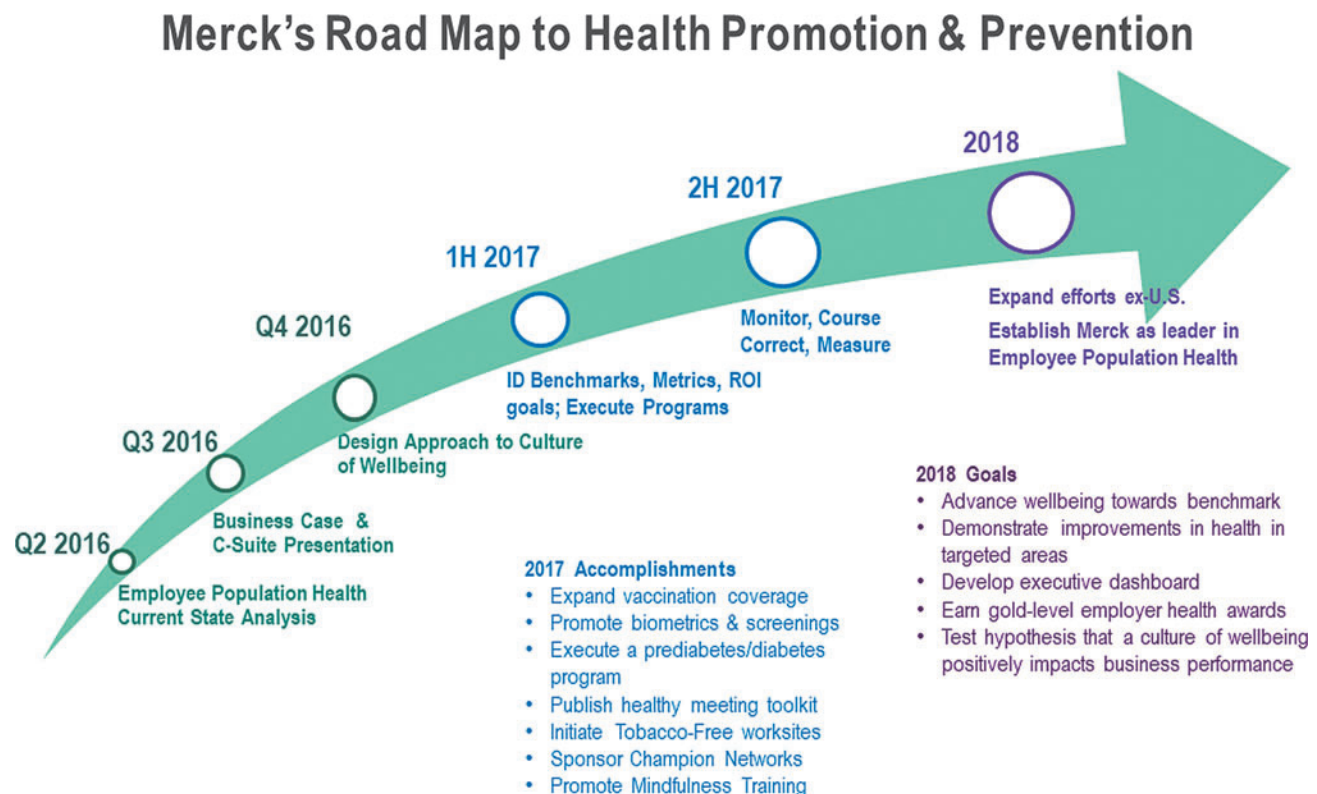 Merck's Road Map to Health Promotion & Prevention
Q2 2016
Employee Population Health
Current State Analysis
Q3 2016
Business Case &
C-Suite Presentation
Q4 2016
Design Approach to Culture
of Wellbeing
1H 2017
ID Benchmarks, Metrics, ROI
goals; Execute Programs
2H 2017
Monitor, Course
Correct, Measure
2018
Expand efforts ex-U.S.
Establish Merck as leader in
Employee Population Health
2017 Accomplishments
• Expand vaccination coverage
• Promote biometrics & screenings
• Execute a prediabetes/diabetes
program
• Publish healthy meeting toolkit
• Initiate Tobacco-Free worksites
• Sponsor Champion Networks
• Promote Mindfulness Training
2018 Goals
• Advance wellbeing towards benchmark
• Demonstrate improvements in health in
targeted areas
• Develop executive dashboard
• Earn gold-level employer health awards
• Test hypothesis that a culture of wellbeing
positively impacts business performance